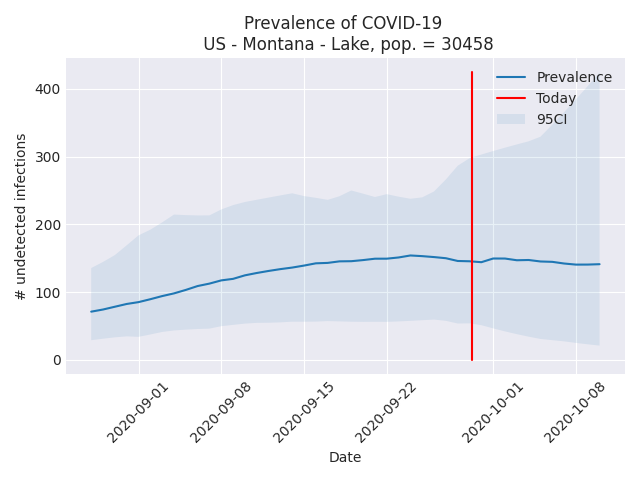 Prevalence of COVID-19
US - Montana - Lake, pop. = 30458
# undetected infections
400
300
200
100
0
Prevalence
Today
95CI
2020-09-01
2020-09-08
2020-09-15
2020-09-22
2020-10-01
2020-10-08
Date